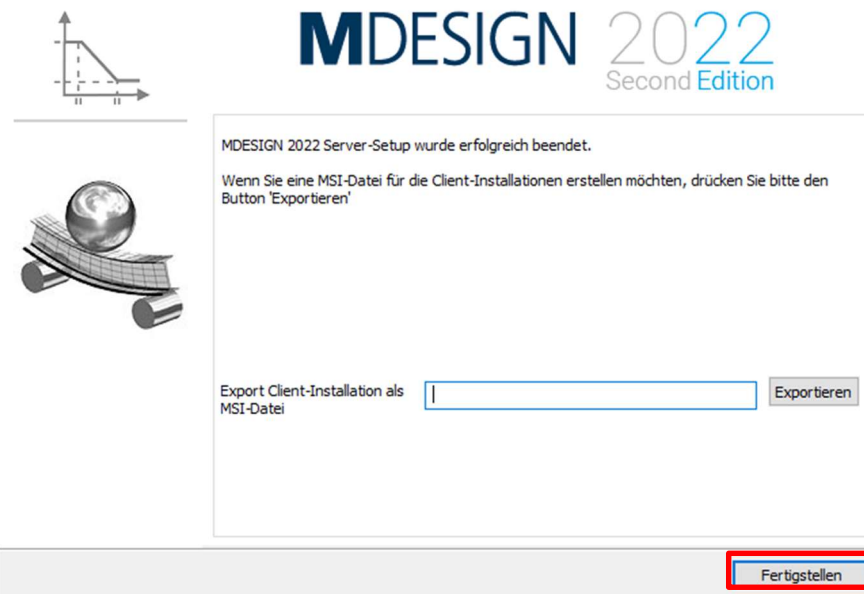 MDESIGN 2022
Second Edition
MDESIGN 2022 Server-Setup wurde erfolgreich beendet.
Wenn Sie eine MSI-Datei für die Client-Installationen erstellen möchten, drücken Sie bitte den
Button 'Exportieren'
Export Client-Installation als
MSI-Datei
Exportieren
Fertigstellen